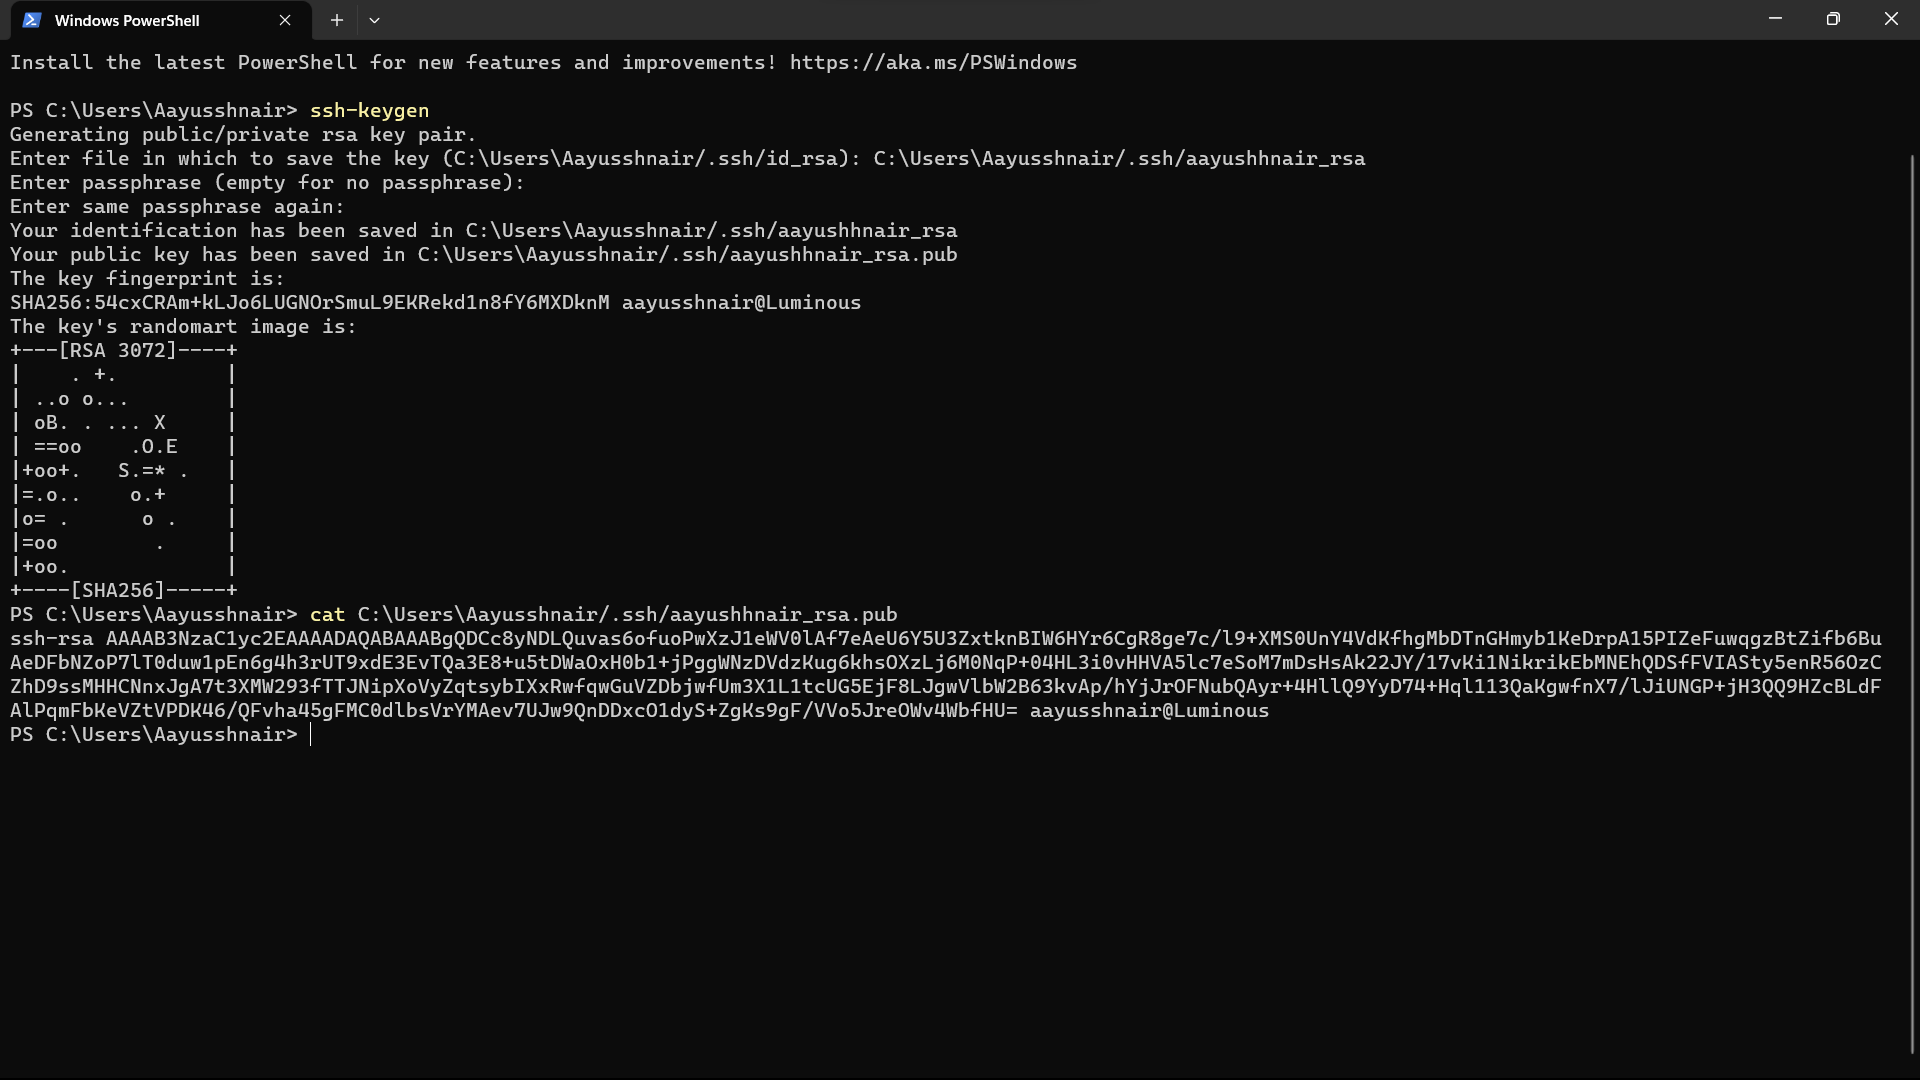 Windows PowerShell
Install the latest PowerShell for new features and improvements! https://aka.ms/PSWindows
PS C:\Users\Aayusshnair> ssh-keygen
Generating public/private rsa key pair.
Enter file in which to save the key (C:\Users\Aayusshnair/.ssh/id_rsa): C:\Users\Aayusshnair/.ssh/aayushhnair_rsa
Enter passphrase (empty for no passphrase):
Enter same passphrase again:
Your identification has been saved in C:\Users\Aayusshnair/.ssh/aayushhnair_rsa
Your public key has been saved in C:\Users\Aayusshnair/.ssh/aayushhnair_rsa.pub
The key fingerprint is:
SHA256:54cxCRAm+kLJo6LUGNOrSmuL9EKRekd1n8fY6MXDknM aayusshnair@Luminous
The key's randomart image is:
+---[RSA 3072]----+
|    . +.         |
| ..o o...        |
| oB. . ... X     |
| ==oo    .O.E    |
|+oo+.   S.=* .   |
|=.o..    o.+     |
|o= .      o .    |
|=oo        .     |
|+oo.             |
+----[SHA256]-----+
PS C:\Users\Aayusshnair> cat C:\Users\Aayusshnair/.ssh/aayushhnair_rsa.pub
ssh-rsa AAAAB3NzaC1yc2EAAAADAQABAAABgQDCc8yNDLQuvas6ofuoPwXzJ1eWV0lAf7eAeU6Y5U3ZxtknBIW6HYr6CgR8ge7c/l9+XMS0UnY4VdKfhgMbDTnGHmyb1KeDrpA15PIZeFuwqgzBtZifb6Bu
AeDFbNZoP7lT0duw1pEn6g4h3rUT9xdE3EvTQa3E8+u5tDWaOxH0b1+jPggWNzDVdzKug6khsOXzLj6M0NqP+04HL3i0vHHVA5lc7eSoM7mDsHsAk22JY/17vKi1NikrikEbMNEhQDSfFVIASty5enR56OzC
ZhD9ssMHHCNnxJgA7t3XMW293fTTJNipXoVyZqtsybIXxRwfqwGuVZDbjwfUm3X1L1tcUG5EjF8LJgwVlbW2B63kvAp/hYjJrOFNubQAyr+4HllQ9YyD74+Hql113QaKgwfnX7/lJiUNGP+jH3QQ9HZcBLdF
AlPqmFbKeVZtVPDK46/QFvha45gFMC0dlbsVrYMAev7UJw9QnDDxcO1dyS+ZgKs9gF/VVo5JreOWv4WbfHU= aayusshnair@Luminous
PS C:\Users\Aayusshnair>